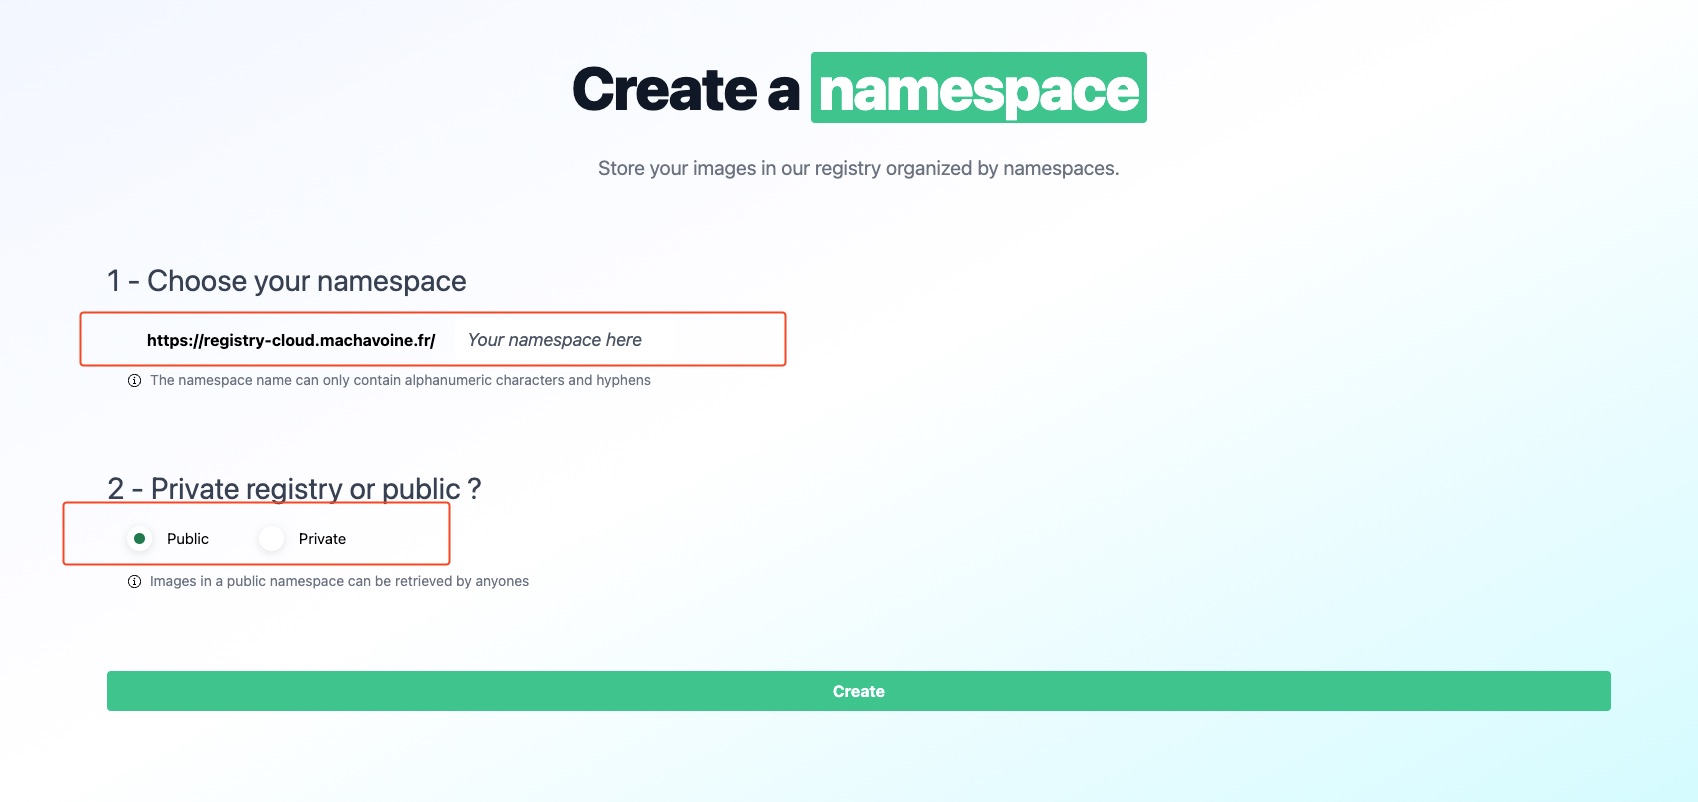 Create a namespace
Store your images in our registry organized by namespaces.
1 - Choose your namespace
https://registry-cloud.machavoine.fr/ Your namespace here
The namespace name can only contain alphanumeric characters and hyphens
2 - Private registry or public ?
Public Private
Images in a public namespace can be retrieved by anyones
Create